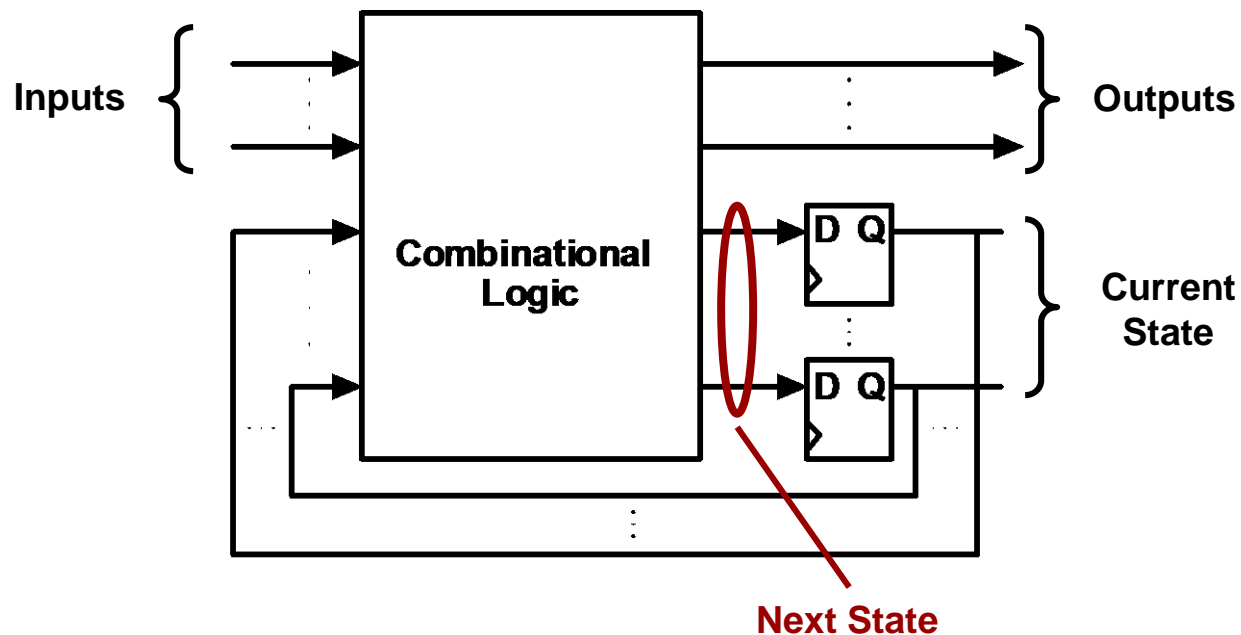 Inputs
Outputs
Combinational
Logic
D Q
D Q
Current
State
Next State